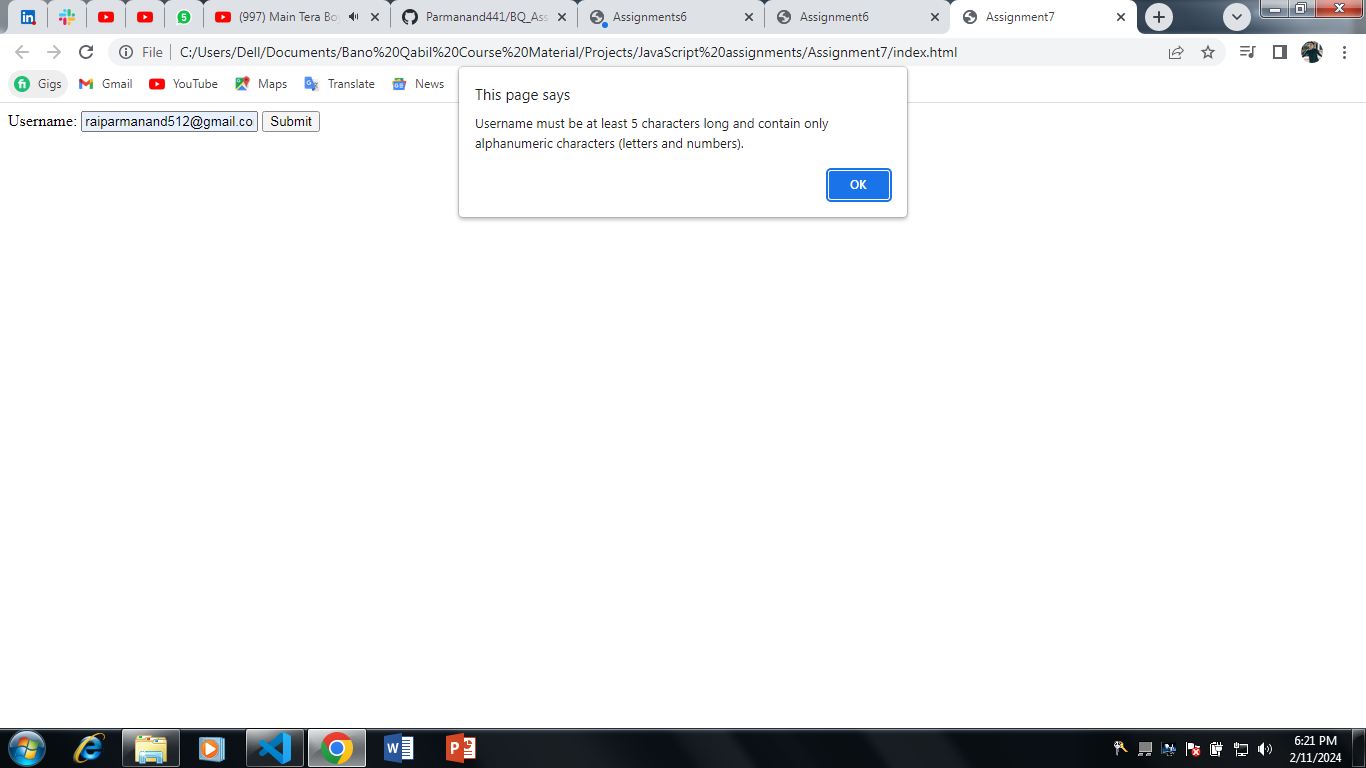 (997) Main Tera Bo
Parmanand441/BQ_Ass
Assignments6
Assignment6
Assignment7
File
C:/Users/Dell/Documents/Bano%20Qabil%20Course%20Material/Projects/JavaScript%20assignments/Assignment7/index.html
Gigs
Gmail
YouTube
Maps
Translate
News
This page says
Username must be at least 5 characters long and contain only
alphanumeric characters (letters and numbers).
OK
Username: raiparmanand512@gmail.co Submit
6:21 PM
2/11/2024